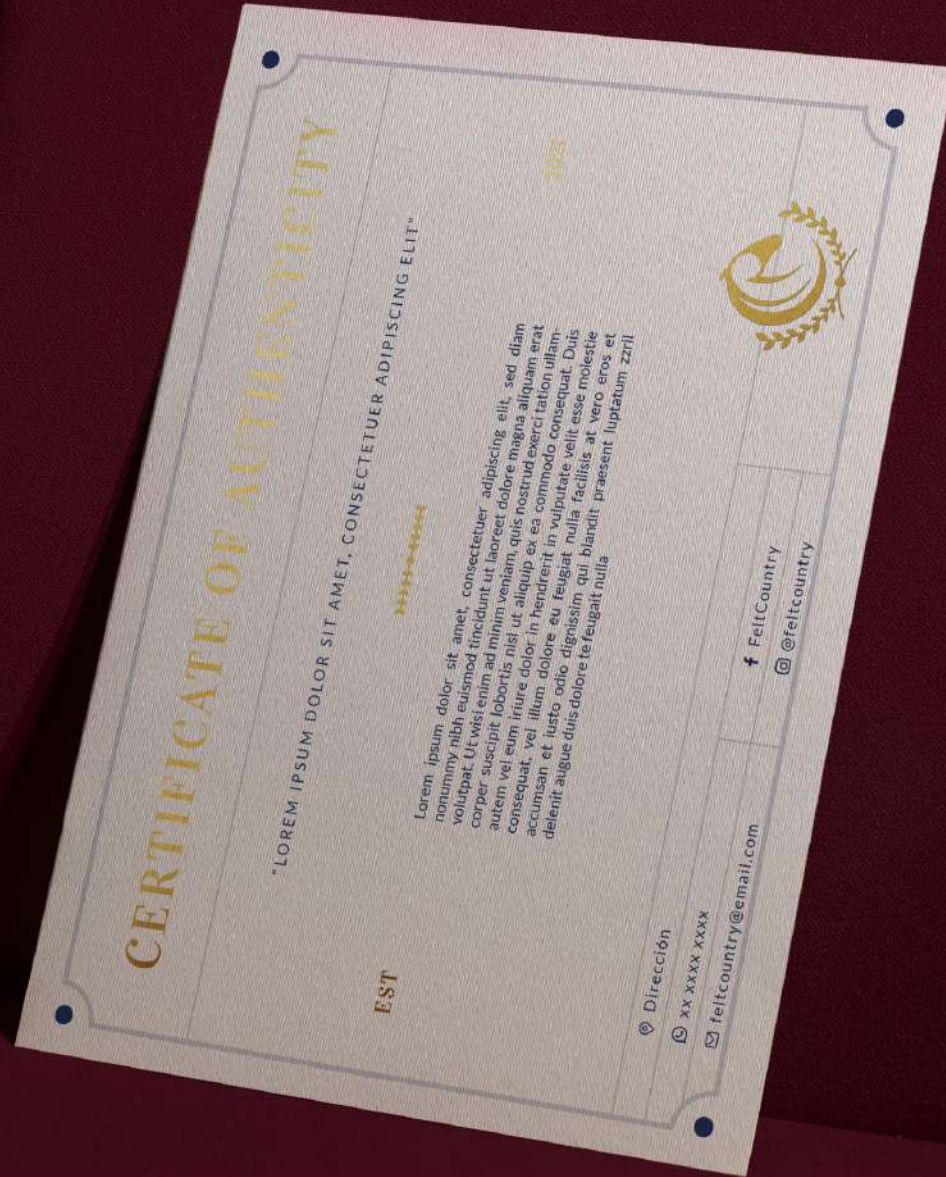 CERTIFICATE OF AUTHENTICITY
"LOREM IPSUM DOLOR SIT AMET, CONSECTETUER ADIPISCING ELIT"
EST
2025
Lorem ipsum dolor sit amet, consectetuer adipiscing elit, sed diam
nonummy nibh euismod tincidunt ut laoreet dolore magna aliquam erat
volutpat. Ut wisi enim ad minim veniam, quis nostrud exerci tation ullam-
corper suscipit lobortis nisl ut aliquip ex ea commodo consequat. Duis
autem vel eum iriure dolor in hendrerit in vulputate velit esse molestie
consequat, vel illum dolore eu feugiat nulla facilisis at vero eros et
accumsan et iusto odio dignissim qui blandit praesent luptatum zzril
delenit augue duis dolore te feugait nulla
Dirección
xx xxxx xxxx
feltcountry@email.com
FeltCountry
@feltcountry